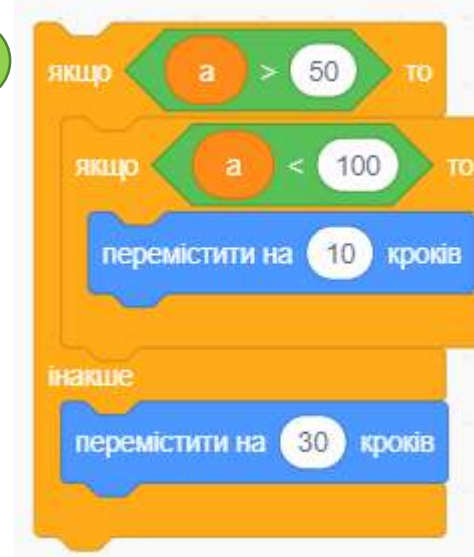 якщо a > 50 то
якщо a < 100 то
перемістити на 10 кроків
інакше
перемістити на 30 кроків